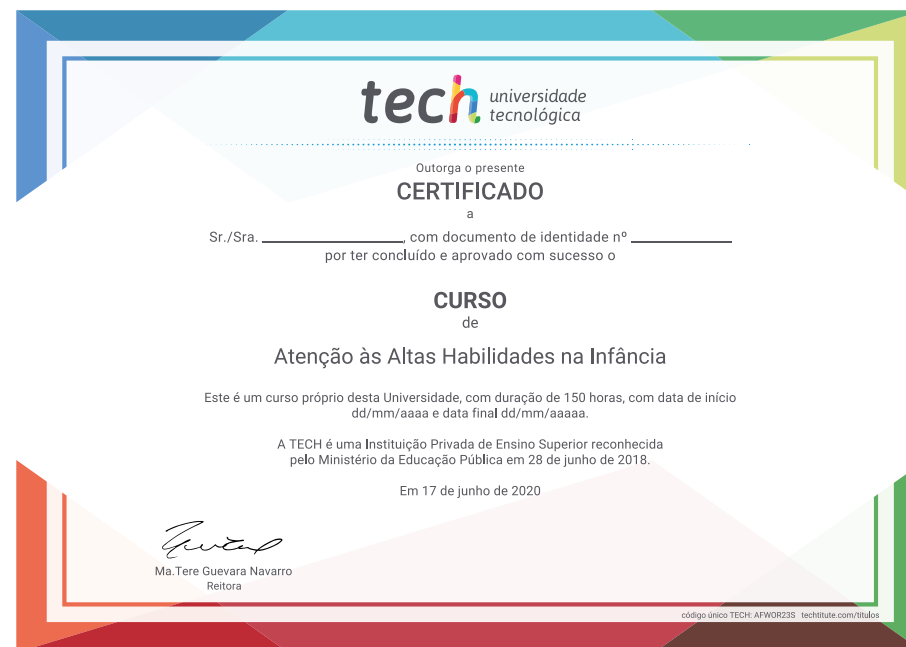 tech universidade
tecnológica
Outorga o presente
CERTIFICADO
a
Sr./Sra. ____________________, com documento de identidade nº ______________
por ter concluído e aprovado com sucesso o
CURSO
de
Atenção às Altas Habilidades na Infância
Este é um curso próprio desta Universidade, com duração de 150 horas, com data de início
dd/mm/aaaa e data final dd/mm/aaaaa.
A TECH é uma Instituição Privada de Ensino Superior reconhecida
pelo Ministério da Educação Pública em 28 de junho de 2018.
Em 17 de junho de 2020
Ma.Tere Guevara Navarro
Reitora
código único TECH: AFWOR23S techtitute.com/títulos